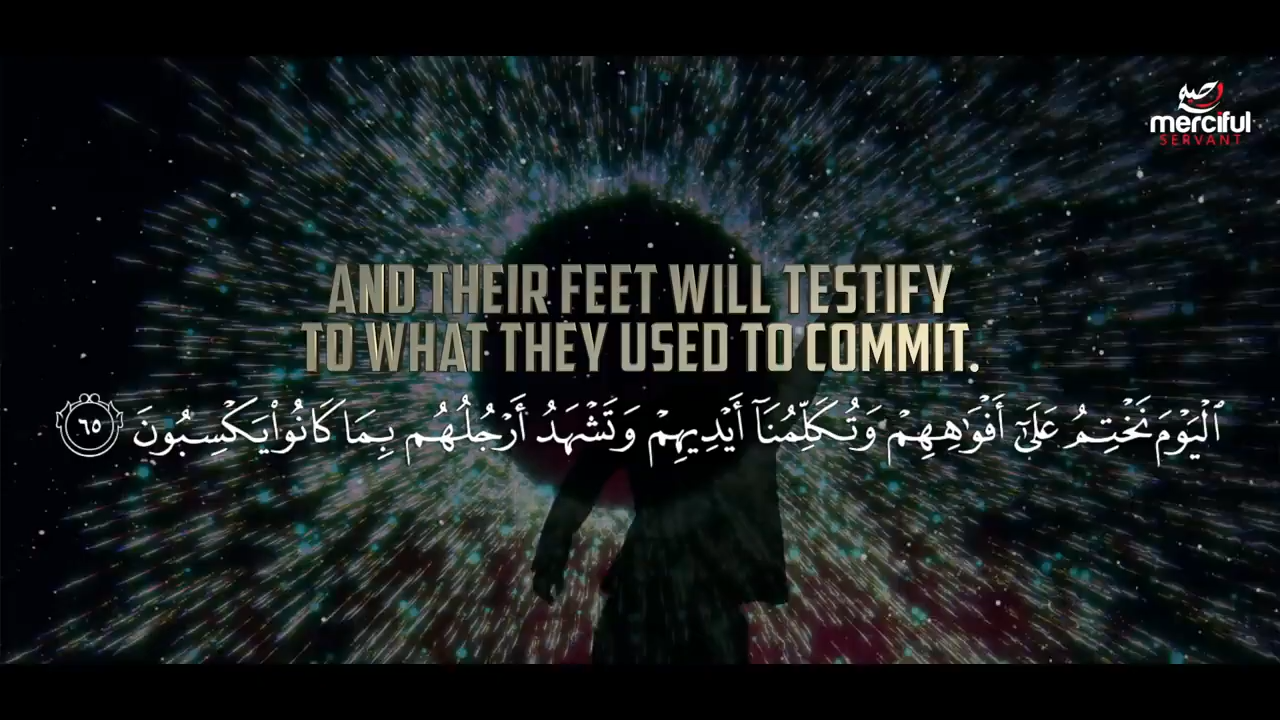 merciful
SERVANT
AND THEIR FEET WILL TESTIFY
TO WHAT THEY USED TO COMMIT.
ٱلْيَوْمَ نَخْتِمُ عَلَىٰٓ أَفْوَٰهِهِمْ وَتُكَلِّمُنَآ أَيْدِيهِمْ وَتَشْهَدُ أَرْجُلُهُم بِمَا كَانُوا۟ يَكْسِبُونَ ٦٥